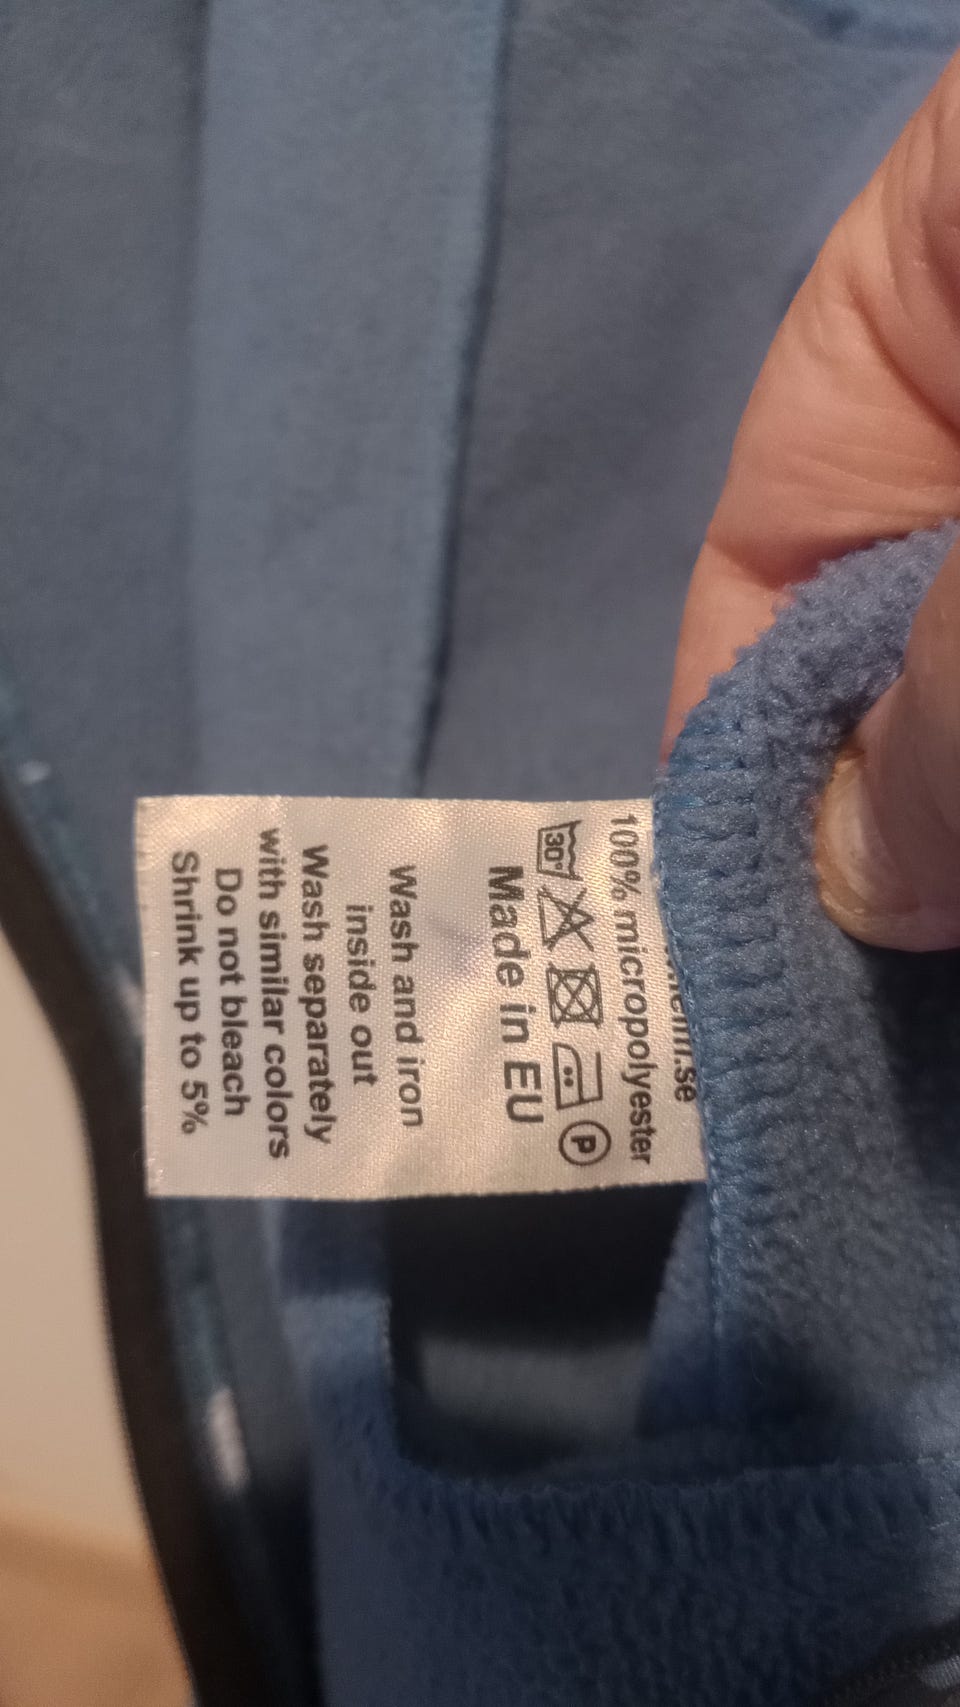 100% micropolyester
30° P
Made in EU
Wash and iron
inside out
Wash separately
with similar colors
Do not bleach
Shrink up to 5%